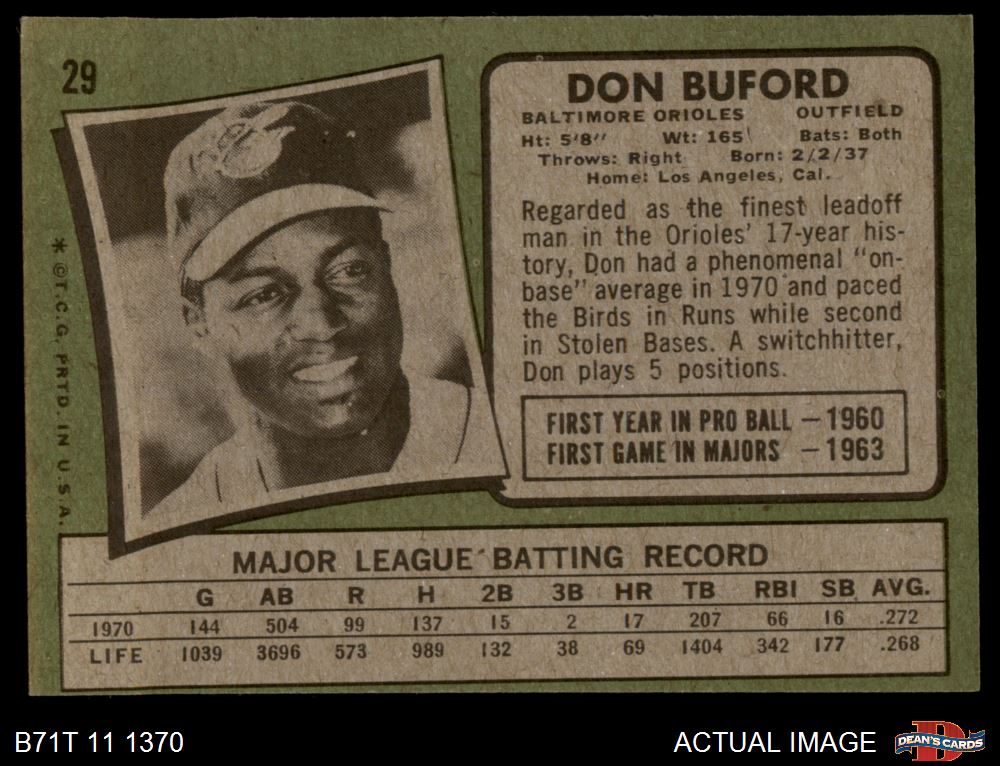 29
DON BUFORD
BALTIMORE ORIOLES OUTFIELD
Ht: 5'8" Wt: 165 Bats: Both
Throws: Right Born: 2/2/37
Home: Los Angeles, Cal.
Regarded as the finest leadoff
man in the Orioles' 17-year his-
tory, Don had a phenomenal "on-
base" average in 1970 and paced
the Birds in Runs while second
in Stolen Bases. A switchhitter,
Don plays 5 positions.
FIRST YEAR IN PRO BALL – 1960
FIRST GAME IN MAJORS – 1963
* ©T.C.G. PRTD. IN U.S.A.
MAJOR LEAGUE BATTING RECORD
G AB R H 2B 3B HR TB RBI SB AVG.
1970 144 504 99 137 15 2 17 207 66 16 .272
LIFE 1039 3696 573 989 132 38 69 1404 342 177 .268
B71T 11 1370
ACTUAL IMAGE
DEAN'S CARDS